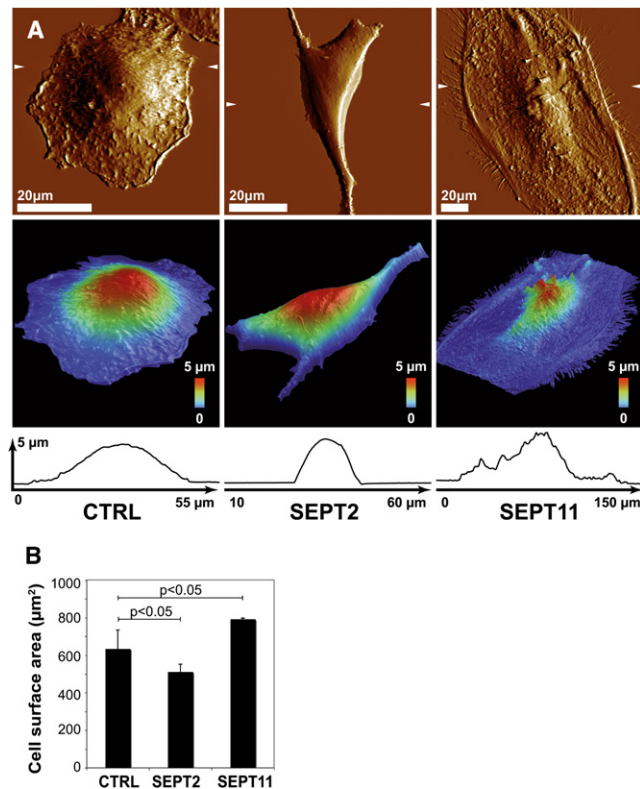 A
20µm 20µm 20µm
5 µm 5 µm 5 µm
0 0 0
5 µm
0 55 µm 10 60 µm 0 150 µm
CTRL SEPT2 SEPT11
B
Cell surface area (µm²)
1000
800
600
400
200
0
p<0.05
p<0.05
CTRL SEPT2 SEPT11